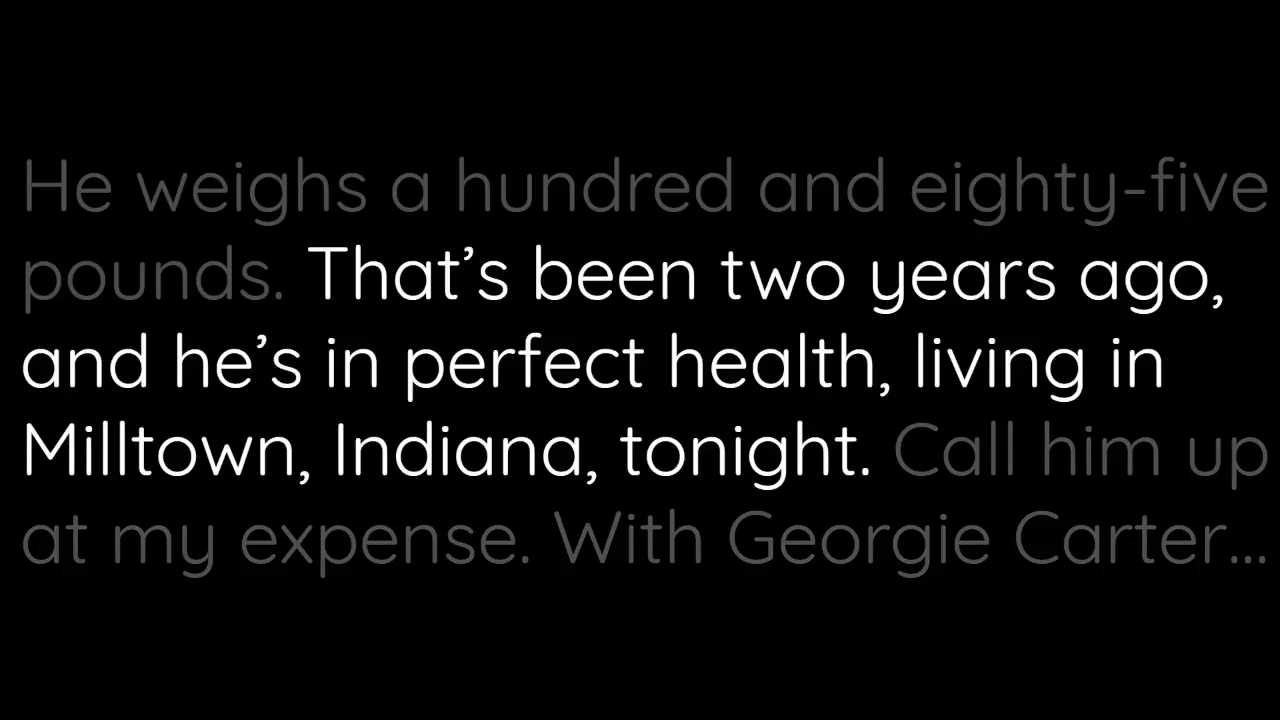 He weighs a hundred and eighty-five
pounds. That’s been two years ago,
and he’s in perfect health, living in
Milltown, Indiana, tonight. Call him up
at my expense. With Georgie Carter...